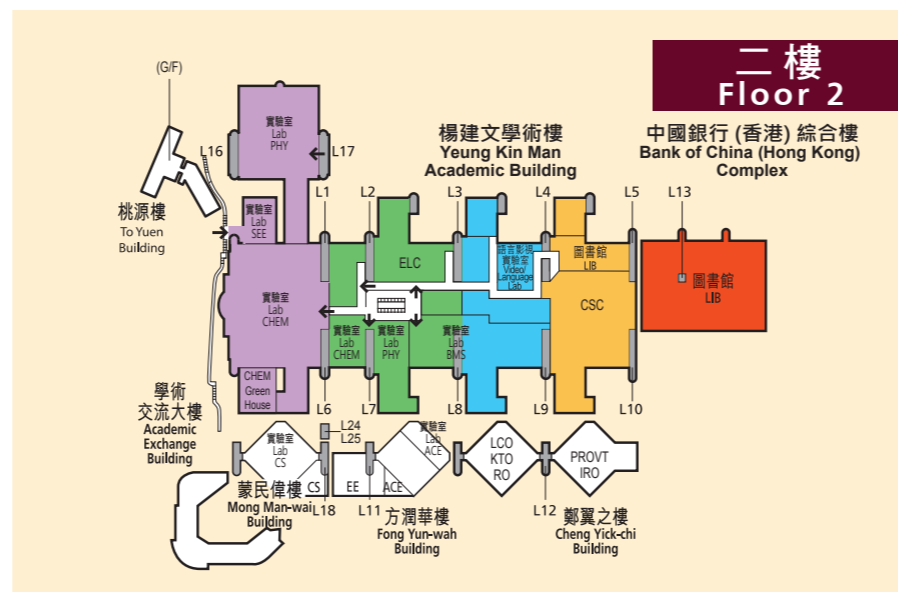 二樓
Floor 2
(G/F)
楊建文學術樓
Yeung Kin Man
Academic Building
中國銀行 (香港) 綜合樓
Bank of China (Hong Kong)
Complex
實驗室
Lab
PHY
L16
L17
桃源樓
To Yuen
Building
L1
L2
L3
L4
L5
L13
實驗室
Lab
SEE
ELC
語言影視
實驗室
Video/
Language
Lab
圖書館
LIB
圖書館
LIB
實驗室
Lab
CHEM
CSC
實驗室
Lab
CHEM
實驗室
Lab
PHY
實驗室
Lab
BMS
CHEM
Green
House
L6
L7
L8
L9
L10
學術
交流大樓
Academic
Exchange
Building
實驗室
Lab
CS
L24
L25
實驗室
Lab
ACE
LCO
KTO
RO
PROVT
IRO
CS
EE
ACE
蒙民偉樓
Mong Man-wai
Building
L18
L11
方潤華樓
Fong Yun-wah
Building
L12
鄭翼之樓
Cheng Yick-chi
Building